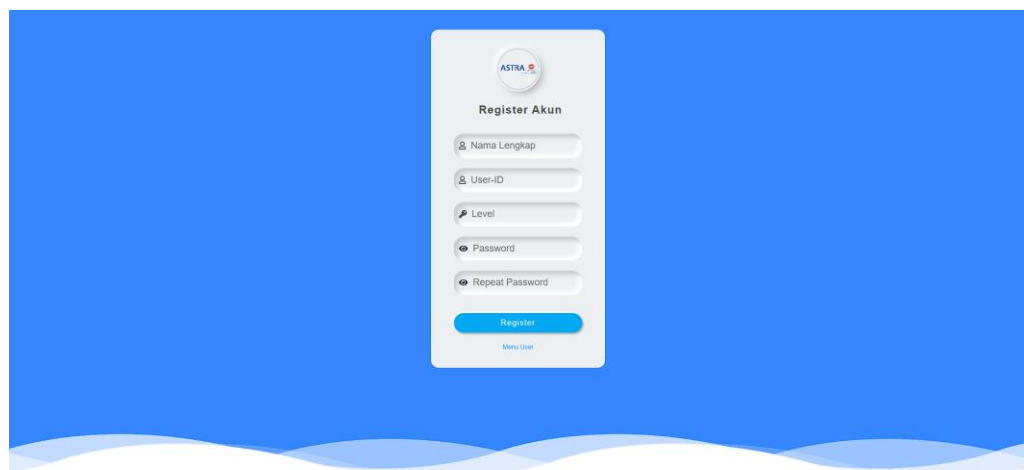 ASTRA
Register Akun
Nama Lengkap
User-ID
Level
Password
Repeat Password
Register
Menu User